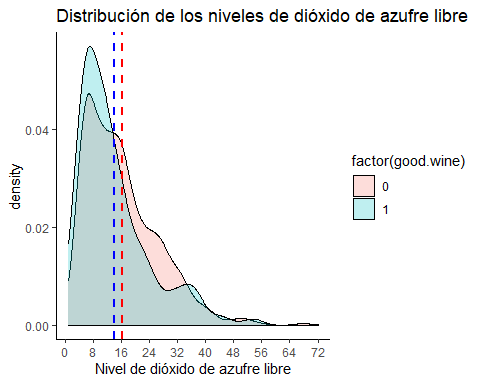 Distribución de los niveles de dióxido de azufre libre
density
0.04
0.02
0.00
0 8 16 24 32 40 48 56 64 72
Nivel de dióxido de azufre libre
factor(good.wine)
0
1